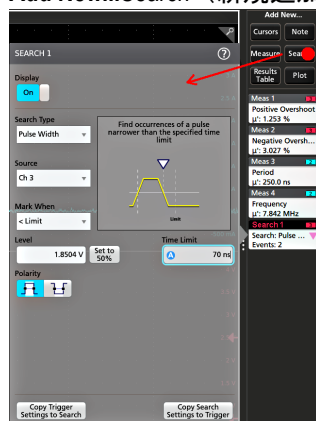 Add New...
Cursors
Note
Measure
Sear
Results
Table
Plot
SEARCH 1
Display
On
Search Type
Pulse Width
Find occurrences of a pulse
narrower than the specified time
limit
Limit
Source
Ch 3
Mark When
< Limit
Level
1.8504 V
Set to
50%
Time Limit
A
70 ns
Polarity
Copy Trigger
Settings to Search
Copy Search
Settings to Trigger
Meas 1
Positive Overshoot
µ': 1.253 %
Meas 2
Negative Oversh...
µ': 3.027 %
Meas 3
Period
µ': 250.0 ns
Meas 4
Frequency
µ': 7.842 MHz
Search 1
Search: Pulse ...
Events: 2